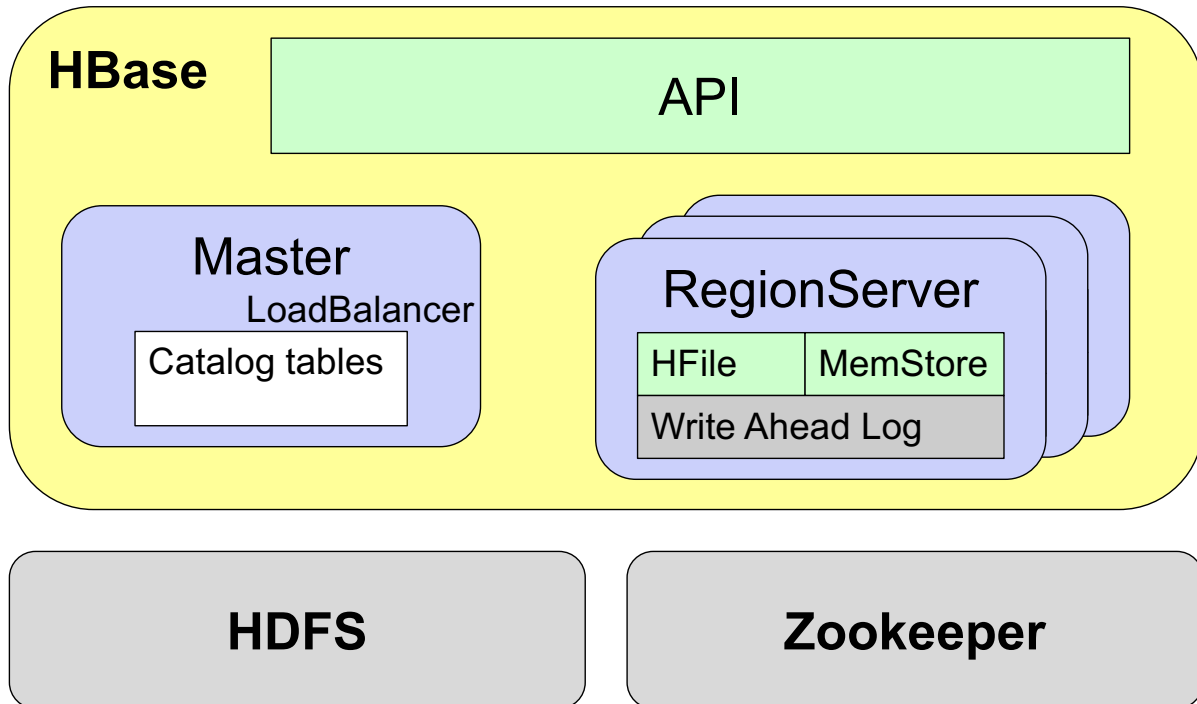 HBase
API
Master
LoadBalancer
Catalog tables
RegionServer
HFile
MemStore
Write Ahead Log
HDFS
Zookeeper